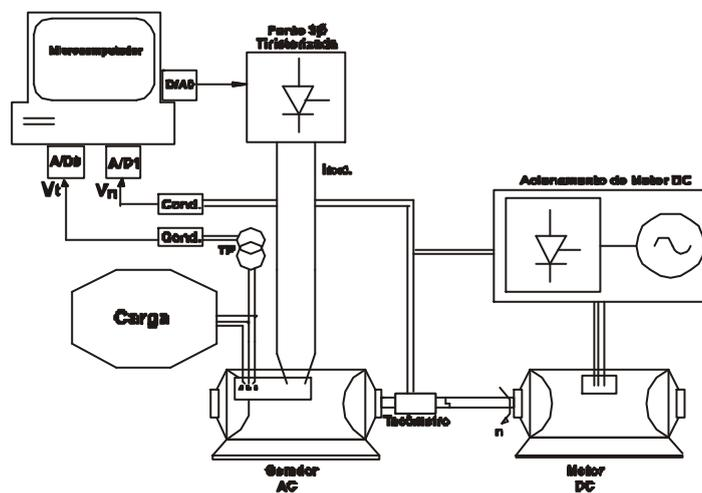 Fonte 3Ø
Tiristorizada
Microcomputador
D/A0
A/D0
A/D1
Icad.
Vt
Vn
Cond.
Cond.
TP
Acionamento do Motor DC
Carga
Tacômetro
n
Gerador
AC
Motor
DC